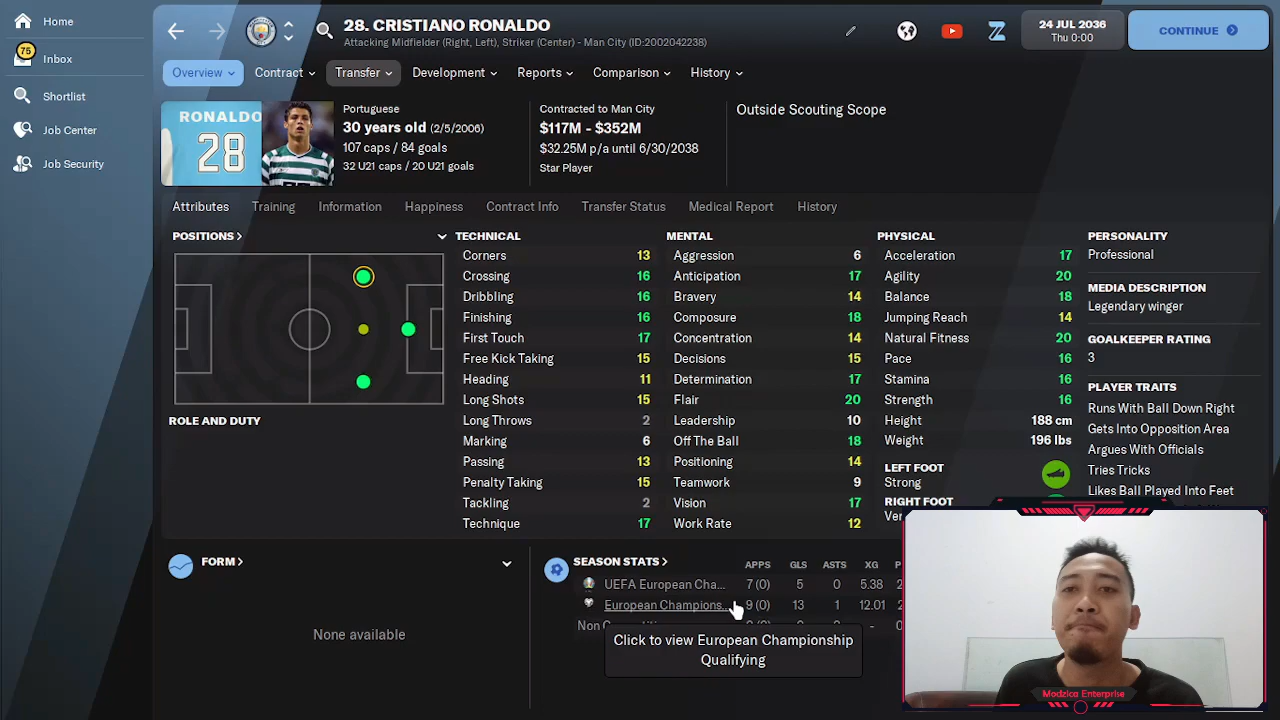 Home
75
Inbox
Shortlist
Job Center
Job Security
28. CRISTIANO RONALDO
Attacking Midfielder (Right, Left), Striker (Center) - Man City (ID:2002042238)
24 JUL 2036
Thu 0:00
CONTINUE
Overview
Contract
Transfer
Development
Reports
Comparison
History
RONALDO
28
Portuguese
30 years old (2/5/2006)
107 caps / 84 goals
32 U21 caps / 20 U21 goals
Contracted to Man City
$117M - $352M
$32.25M p/a until 6/30/2038
Star Player
Outside Scouting Scope
Attributes
Training
Information
Happiness
Contract Info
Transfer Status
Medical Report
History
POSITIONS
ROLE AND DUTY
TECHNICAL
Corners 13
Crossing 16
Dribbling 16
Finishing 16
First Touch 17
Free Kick Taking 15
Heading 11
Long Shots 15
Long Throws 2
Marking 6
Passing 13
Penalty Taking 15
Tackling 2
Technique 17
MENTAL
Aggression 6
Anticipation 17
Bravery 14
Composure 18
Concentration 14
Decisions 15
Determination 17
Flair 20
Leadership 10
Off The Ball 18
Positioning 14
Teamwork 9
Vision 17
Work Rate 12
PHYSICAL
Acceleration 17
Agility 20
Balance 18
Jumping Reach 14
Natural Fitness 20
Pace 16
Stamina 16
Strength 16
Height 188 cm
Weight 196 lbs
LEFT FOOT
Strong
RIGHT FOOT
Ver
PERSONALITY
Professional
MEDIA DESCRIPTION
Legendary winger
GOALKEEPER RATING
3
PLAYER TRAITS
Runs With Ball Down Right
Gets Into Opposition Area
Argues With Officials
Tries Tricks
Likes Ball Played Into Feet
FORM
None available
SEASON STATS APPS GLS ASTS XG P
UEFA European Cha... 7 (0) 5 0 5.38 2
European Champions... 9 (0) 13 1 12.01 2
Non
Click to view European Championship
Qualifying
Modzica Enterprise